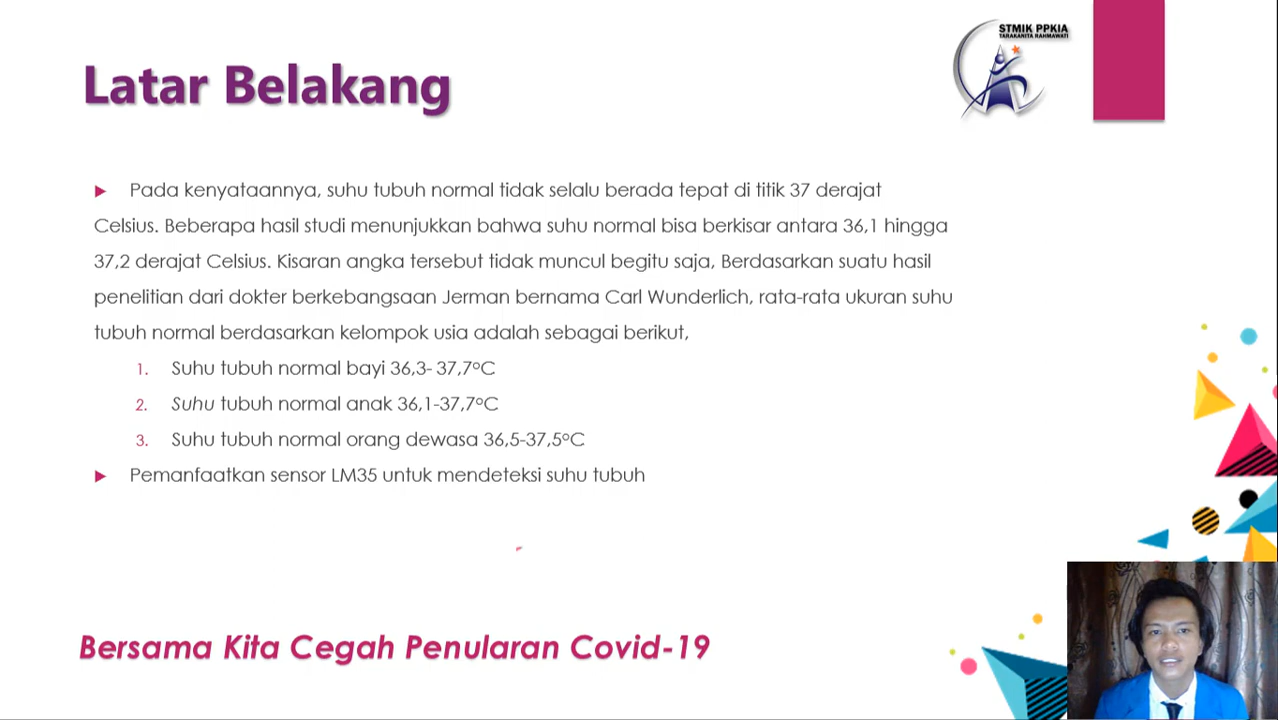 STMIK PPKIA
TARAKANITA RAHMAWATI
Latar Belakang
Pada kenyataannya, suhu tubuh normal tidak selalu berada tepat di titik 37 derajat
Celsius. Beberapa hasil studi menunjukkan bahwa suhu normal bisa berkisar antara 36,1 hingga
37,2 derajat Celsius. Kisaran angka tersebut tidak muncul begitu saja, Berdasarkan suatu hasil
penelitian dari dokter berkebangsaan Jerman bernama Carl Wunderlich, rata-rata ukuran suhu
tubuh normal berdasarkan kelompok usia adalah sebagai berikut,
1. Suhu tubuh normal bayi 36,3- 37,7°C
2. Suhu tubuh normal anak 36,1-37,7°C
3. Suhu tubuh normal orang dewasa 36,5-37,5°C
Pemanfaatkan sensor LM35 untuk mendeteksi suhu tubuh
Bersama Kita Cegah Penularan Covid-19